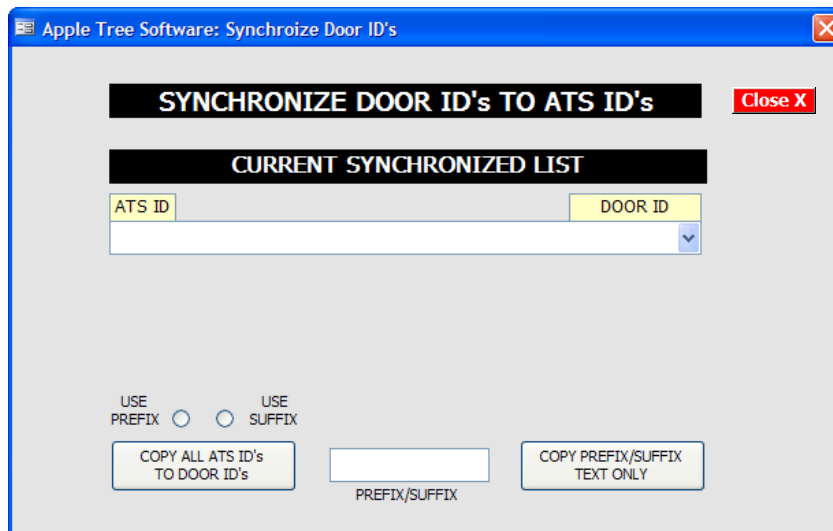 Apple Tree Software: Synchroize Door ID's
SYNCHRONIZE DOOR ID's TO ATS ID's
Close X
CURRENT SYNCHRONIZED LIST
ATS ID
DOOR ID
USE
PREFIX
USE
SUFFIX
COPY ALL ATS ID's
TO DOOR ID's
PREFIX/SUFFIX
COPY PREFIX/SUFFIX
TEXT ONLY